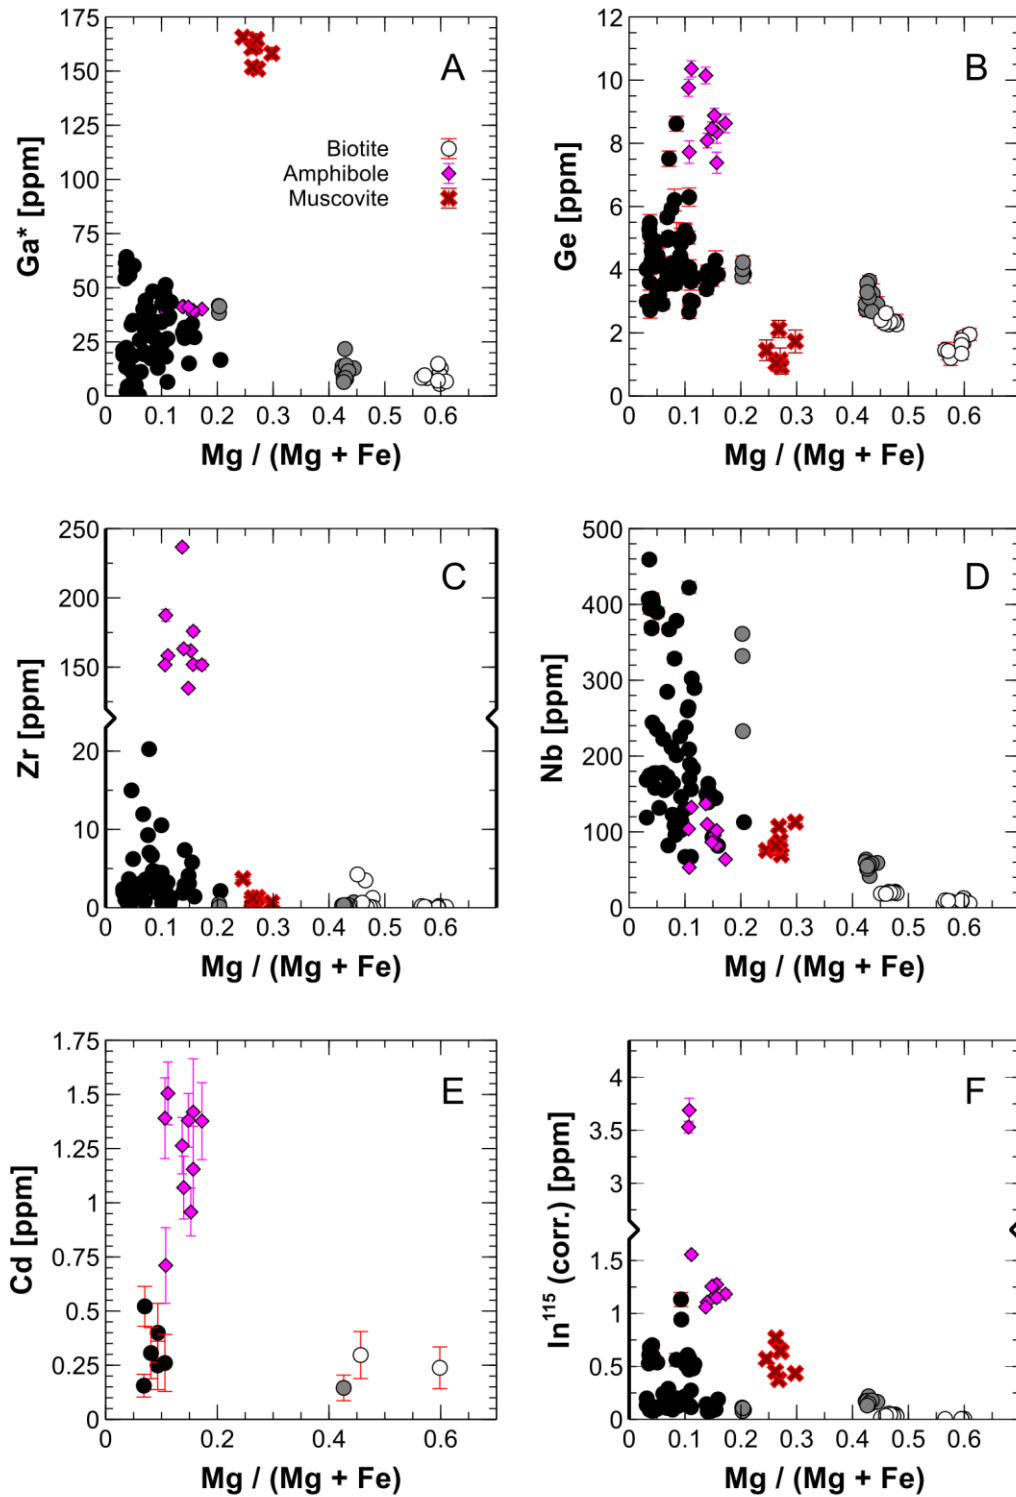 175
150
125
100
75
50
25
0
Ga* [ppm]
A
Biotite
Amphibole
Muscovite
0 0.1 0.2 0.3 0.4 0.5 0.6
Mg / (Mg + Fe)
12
10
8
6
4
2
0
Ge [ppm]
B
0 0.1 0.2 0.3 0.4 0.5 0.6
Mg / (Mg + Fe)
250
200
150
20
10
0
Zr [ppm]
C
0 0.1 0.2 0.3 0.4 0.5 0.6
Mg / (Mg + Fe)
500
400
300
200
100
0
Nb [ppm]
D
0 0.1 0.2 0.3 0.4 0.5 0.6
Mg / (Mg + Fe)
1.75
1.5
1.25
1
0.75
0.5
0.25
0
Cd [ppm]
E
0 0.2 0.4 0.6
Mg / (Mg + Fe)
4
3.5
3
1.5
1
0.5
0
In¹¹⁵ (corr.) [ppm]
F
0 0.1 0.2 0.3 0.4 0.5 0.6
Mg / (Mg + Fe)